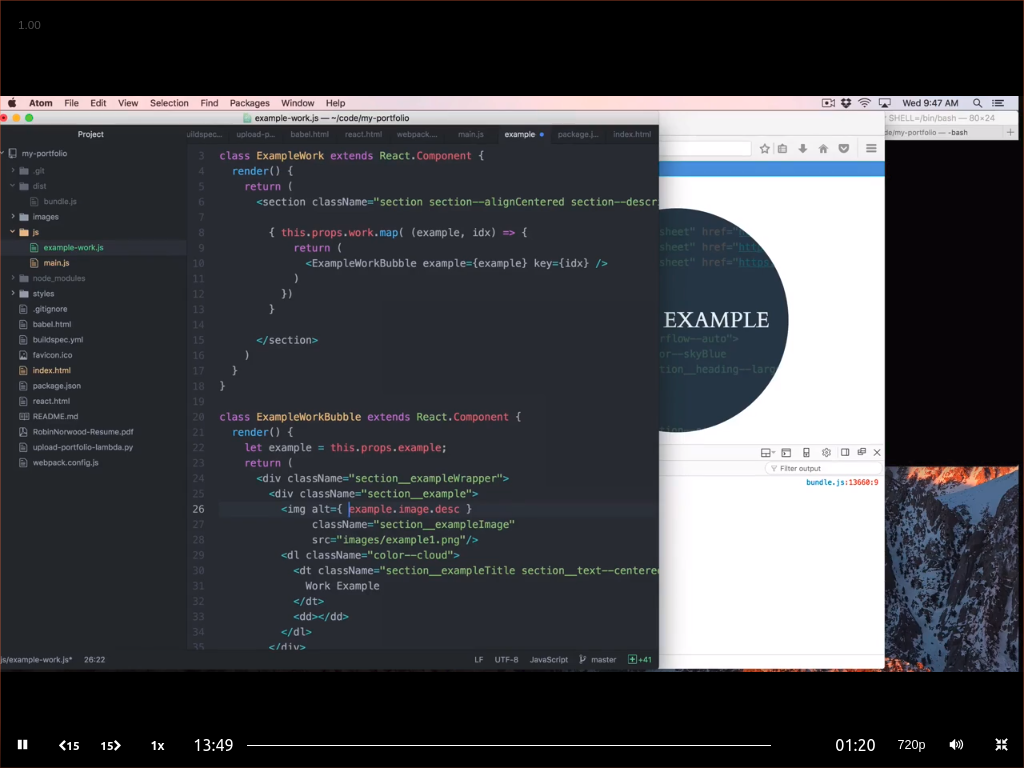 1.00
Atom File Edit View Selection Find Packages Window Help Wed 9:47 AM
example-work.js — ~/code/my-portfolio
SHELL=/bin/bash — 80×24
de/my-portfolio — -bash
Project
uildspec... upload-p... babel.html react.html webpack.... main.js example package.j... index.html
my-portfolio
.git
dist
bundle.js
images
js
example-work.js
main.js
node_modules
styles
.gitignore
babel.html
buildspec.yml
favicon.ico
index.html
package.json
react.html
README.md
RobinNorwood-Resume.pdf
upload-portfolio-lambda.py
webpack.config.js
3 class ExampleWork extends React.Component {
4 render() {
5 return (
6 <section className="section section--alignCentered section--descr
7
8 { this.props.work.map( (example, idx) => {
9 return (
10 <ExampleWorkBubble example={example} key={idx} />
11 )
12 })
13 }
14
15 </section>
16 )
17 }
18 }
19
20 class ExampleWorkBubble extends React.Component {
21 render() {
22 let example = this.props.example;
23 return (
24 <div className="section__exampleWrapper">
25 <div className="section__example">
26 <img alt={ example.image.desc }
27 className="section__exampleImage"
28 src="images/example1.png"/>
29 <dl className="color--cloud">
30 <dt className="section__exampleTitle section__text--centered
31 Work Example
32 </dt>
33 <dd></dd>
34 </dl>
35 </div>
sheet" href="
sheet" href="htt
sheet" href="https
EXAMPLE
rflow--auto">
or--skyBlue
tion__heading--larg
Filter output
bundle.js:13660:9
js/example-work.js* 26:22 LF UTF-8 JavaScript master +41
15 15 1x 13:49 01:20 720p